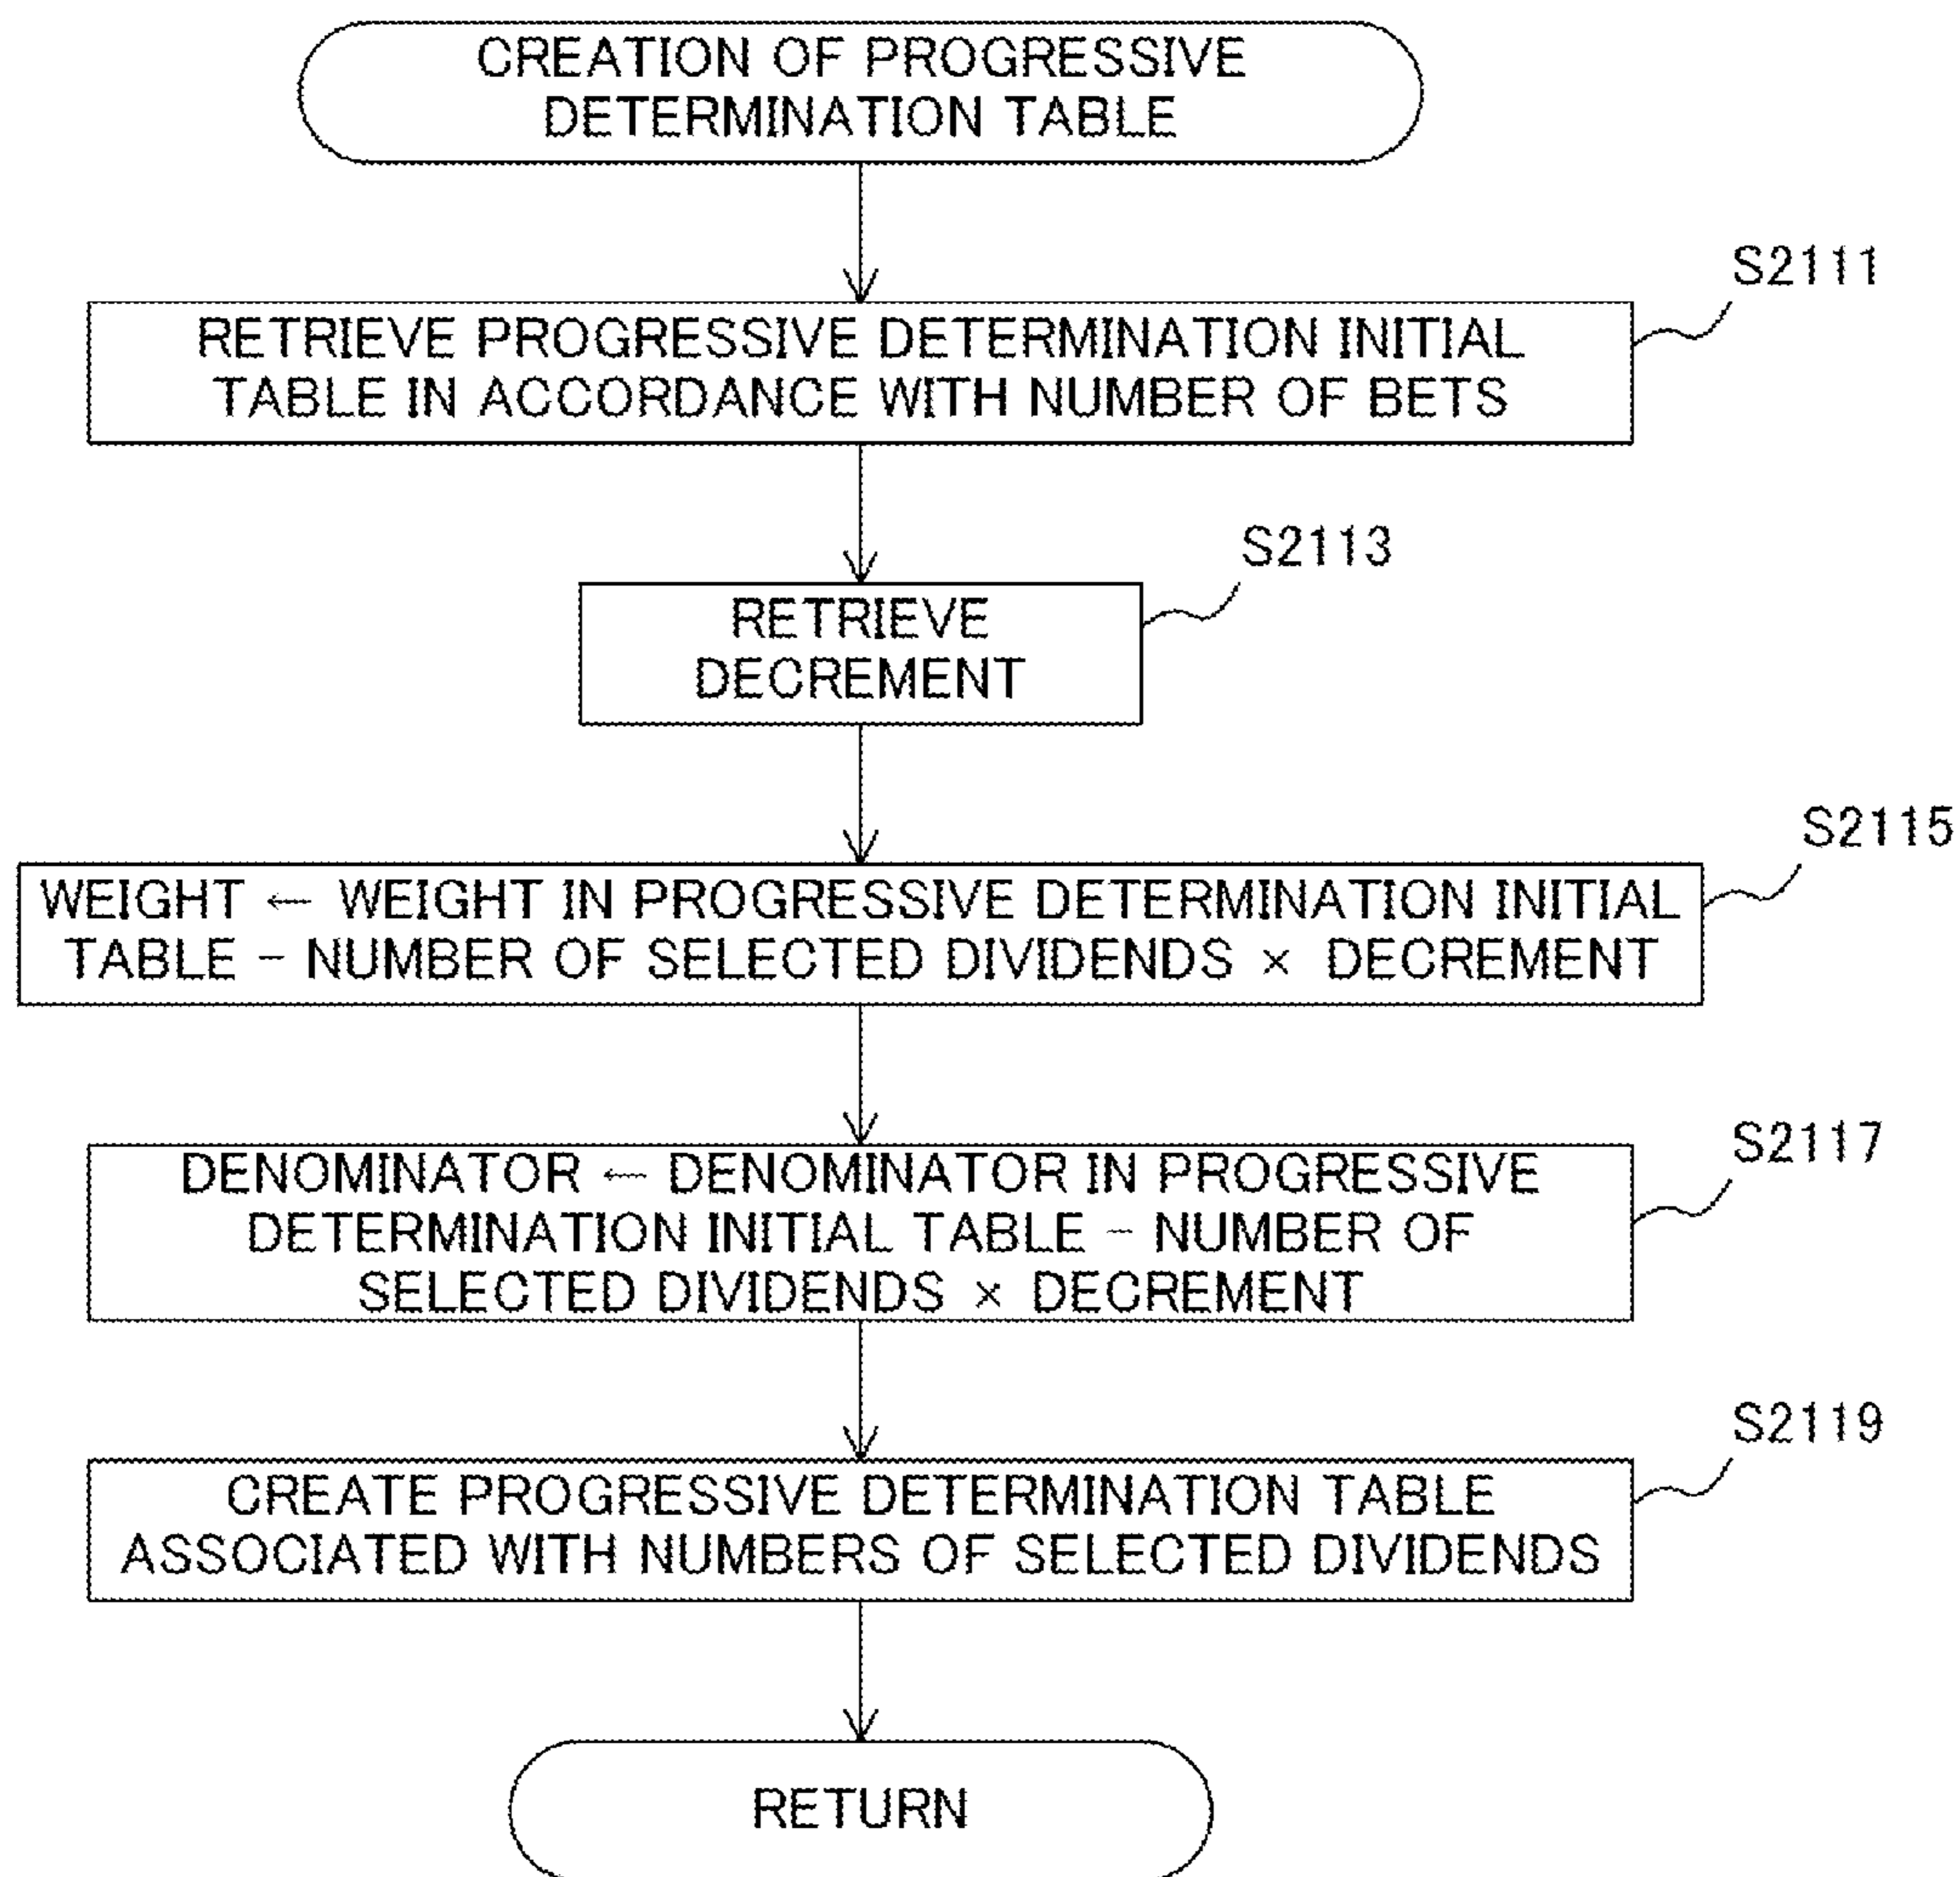 CREATION OF PROGRESSIVE
DETERMINATION TABLE
S2111
RETRIEVE PROGRESSIVE DETERMINATION INITIAL
TABLE IN ACCORDANCE WITH NUMBER OF BETS
S2113
RETRIEVE
DECREMENT
S2115
WEIGHT ← WEIGHT IN PROGRESSIVE DETERMINATION INITIAL
TABLE − NUMBER OF SELECTED DIVIDENDS × DECREMENT
S2117
DENOMINATOR ← DENOMINATOR IN PROGRESSIVE
DETERMINATION INITIAL TABLE − NUMBER OF
SELECTED DIVIDENDS × DECREMENT
S2119
CREATE PROGRESSIVE DETERMINATION TABLE
ASSOCIATED WITH NUMBERS OF SELECTED DIVIDENDS
RETURN